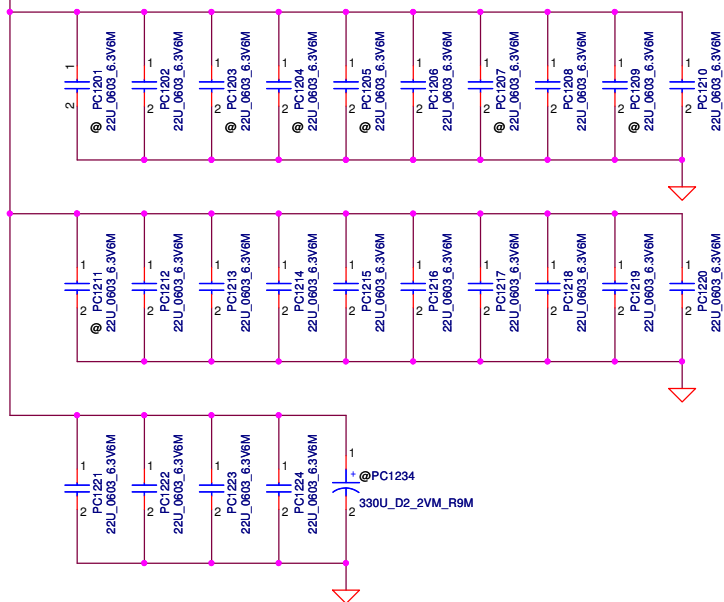 1
2
@
PC1201
22U_0603_6.3V6M
1
2
PC1202
22U_0603_6.3V6M
1
2
@
PC1203
22U_0603_6.3V6M
1
2
@
PC1204
22U_0603_6.3V6M
1
2
@
PC1205
22U_0603_6.3V6M
1
2
PC1206
22U_0603_6.3V6M
1
2
@
PC1207
22U_0603_6.3V6M
1
2
PC1208
22U_0603_6.3V6M
1
2
@
PC1209
22U_0603_6.3V6M
1
2
PC1210
22U_0603_6.3V6M
1
2
@
PC1211
22U_0603_6.3V6M
1
2
PC1212
22U_0603_6.3V6M
1
2
PC1213
22U_0603_6.3V6M
1
2
PC1214
22U_0603_6.3V6M
1
2
PC1215
22U_0603_6.3V6M
1
2
PC1216
22U_0603_6.3V6M
1
2
PC1217
22U_0603_6.3V6M
1
2
PC1218
22U_0603_6.3V6M
1
2
PC1219
22U_0603_6.3V6M
1
2
PC1220
22U_0603_6.3V6M
1
2
PC1221
22U_0603_6.3V6M
1
2
PC1222
22U_0603_6.3V6M
1
2
PC1223
22U_0603_6.3V6M
1
2
PC1224
22U_0603_6.3V6M
1
+
@PC1234
330U_D2_2VM_R9M
2